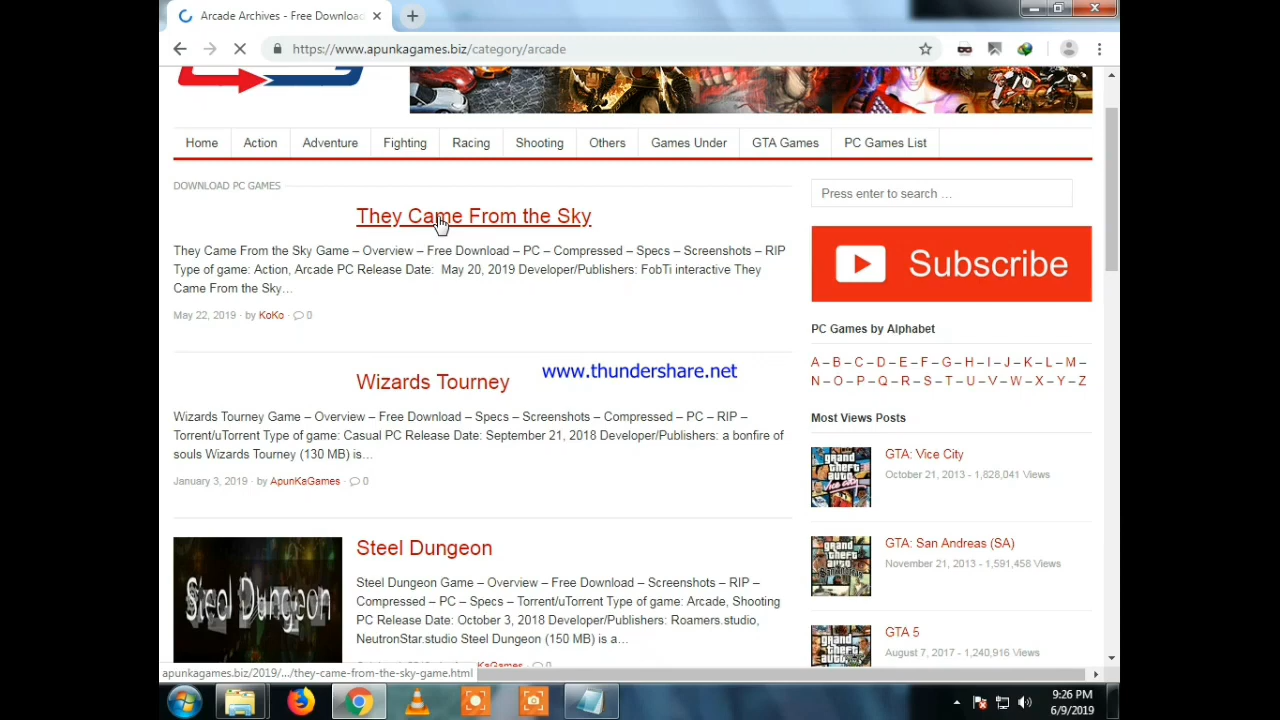 Arcade Archives - Free Download
https://www.apunkagames.biz/category/arcade
Home Action Adventure Fighting Racing Shooting Others Games Under GTA Games PC Games List
DOWNLOAD PC GAMES
They Came From the Sky
They Came From the Sky Game – Overview – Free Download – PC – Compressed – Specs – Screenshots – RIP
Type of game: Action, Arcade PC Release Date: May 20, 2019 Developer/Publishers: FobTi interactive They
Came From the Sky…
May 22, 2019 · by KoKo · 0
www.thundershare.net
Wizards Tourney
Wizards Tourney Game – Overview – Free Download – Specs – Screenshots – Compressed – PC – RIP –
Torrent/uTorrent Type of game: Casual PC Release Date: September 21, 2018 Developer/Publishers: a bonfire of
souls Wizards Tourney (130 MB) is…
January 3, 2019 · by ApunKaGames · 0
Steel Dungeon
Steel Dungeon
Steel Dungeon Game – Overview – Free Download – Screenshots – RIP –
Compressed – PC – Specs – Torrent/uTorrent Type of game: Arcade, Shooting
PC Release Date: October 3, 2018 Developer/Publishers: Roamers.studio,
NeutronStar.studio Steel Dungeon (150 MB) is a…
Press enter to search …
Subscribe
PC Games by Alphabet
A – B – C – D – E – F – G – H – I – J – K – L – M –
N – O – P – Q – R – S – T – U – V – W – X – Y – Z
Most Views Posts
GTA: Vice City
October 21, 2013 - 1,828,041 Views
GTA: San Andreas (SA)
November 21, 2013 - 1,591,458 Views
GTA 5
August 7, 2017 - 1,240,916 Views
apunkagames.biz/2019/.../they-came-from-the-sky-game.html
9:26 PM
6/9/2019